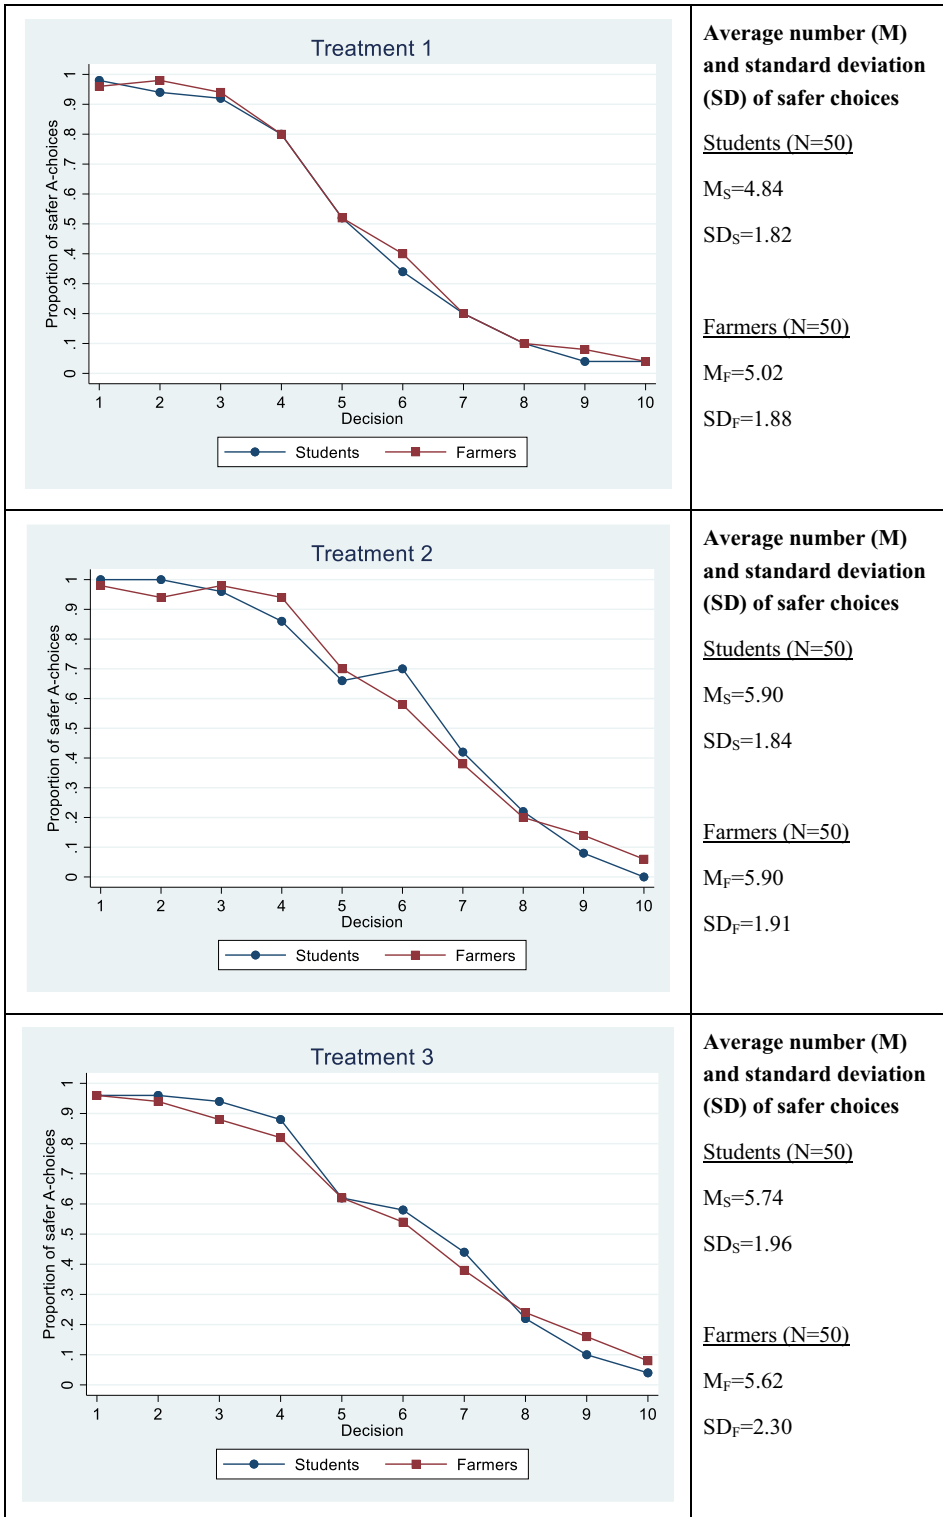 Treatment 1
Proportion of safer A-choices
1
.9
.8
.7
.6
.5
.4
.3
.2
.1
0
1 2 3 4 5 6 7 8 9 10
Decision
Students Farmers
Average number (M)
and standard deviation
(SD) of safer choices
Students (N=50)
MS=4.84
SDS=1.82
Farmers (N=50)
MF=5.02
SDF=1.88
Treatment 2
Proportion of safer A-choices
1
.9
.8
.7
.6
.5
.4
.3
.2
.1
0
1 2 3 4 5 6 7 8 9 10
Decision
Students Farmers
Average number (M)
and standard deviation
(SD) of safer choices
Students (N=50)
MS=5.90
SDS=1.84
Farmers (N=50)
MF=5.90
SDF=1.91
Treatment 3
Proportion of safer A-choices
1
.9
.8
.7
.6
.5
.4
.3
.2
.1
0
1 2 3 4 5 6 7 8 9 10
Decision
Students Farmers
Average number (M)
and standard deviation
(SD) of safer choices
Students (N=50)
MS=5.74
SDS=1.96
Farmers (N=50)
MF=5.62
SDF=2.30